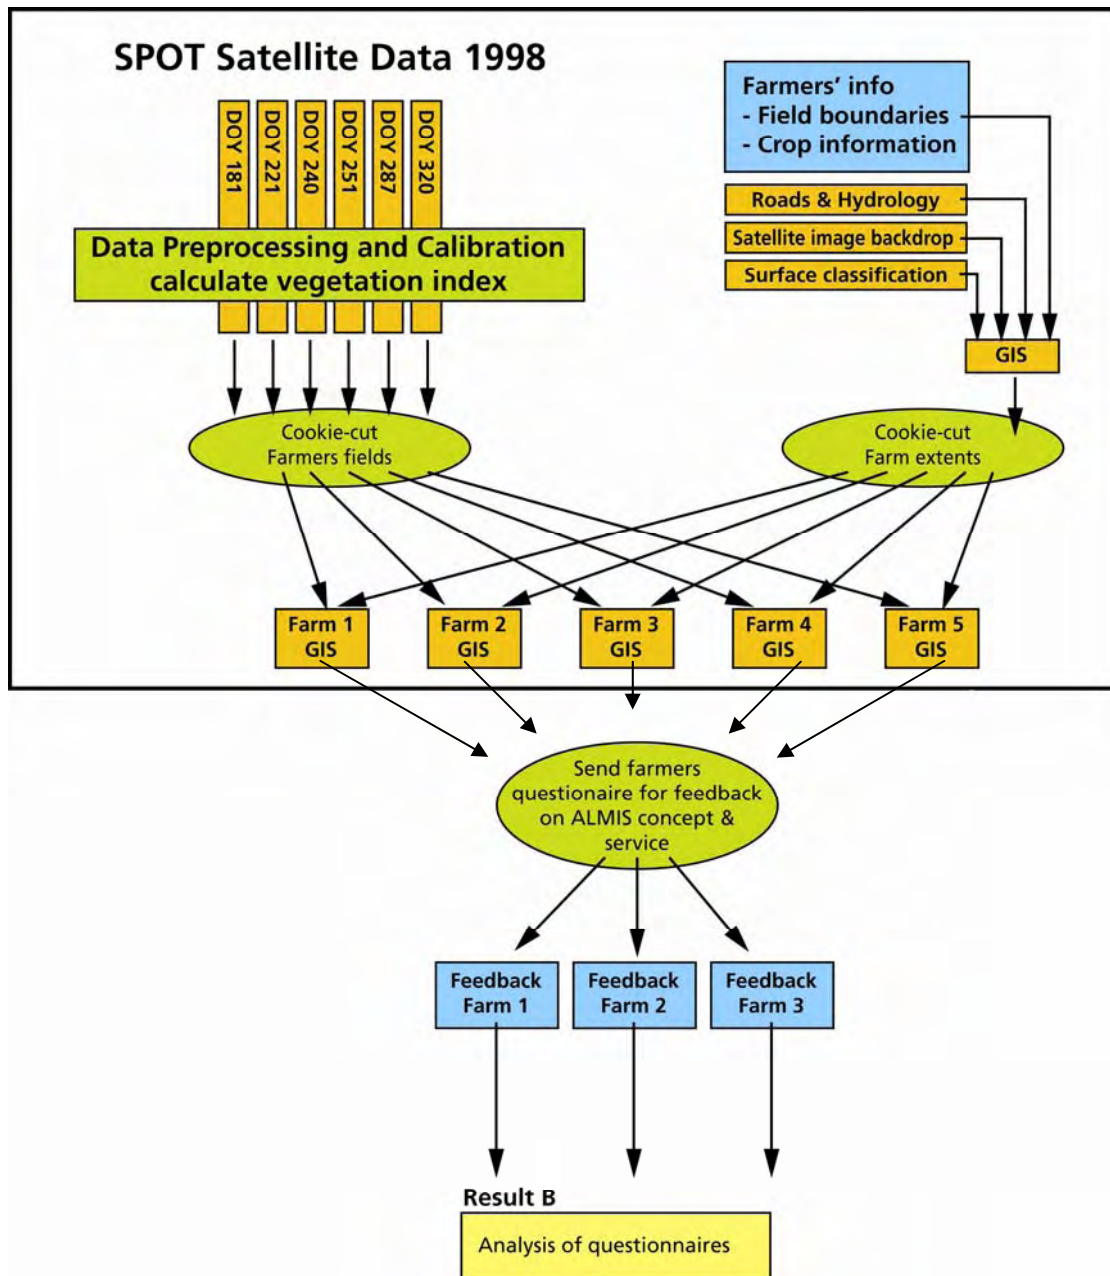 SPOT Satellite Data 1998
DOY 181
DOY 221
DOY 240
DOY 251
DOY 287
DOY 320
Data Preprocessing and Calibration
calculate vegetation index
Farmers' info
- Field boundaries
- Crop information
Roads & Hydrology
Satellite image backdrop
Surface classification
GIS
Cookie-cut
Farmers fields
Cookie-cut
Farm extents
Farm 1
GIS
Farm 2
GIS
Farm 3
GIS
Farm 4
GIS
Farm 5
GIS
Send farmers
questionaire for feedback
on ALMIS concept &
service
Feedback
Farm 1
Feedback
Farm 2
Feedback
Farm 3
Result B
Analysis of questionnaires